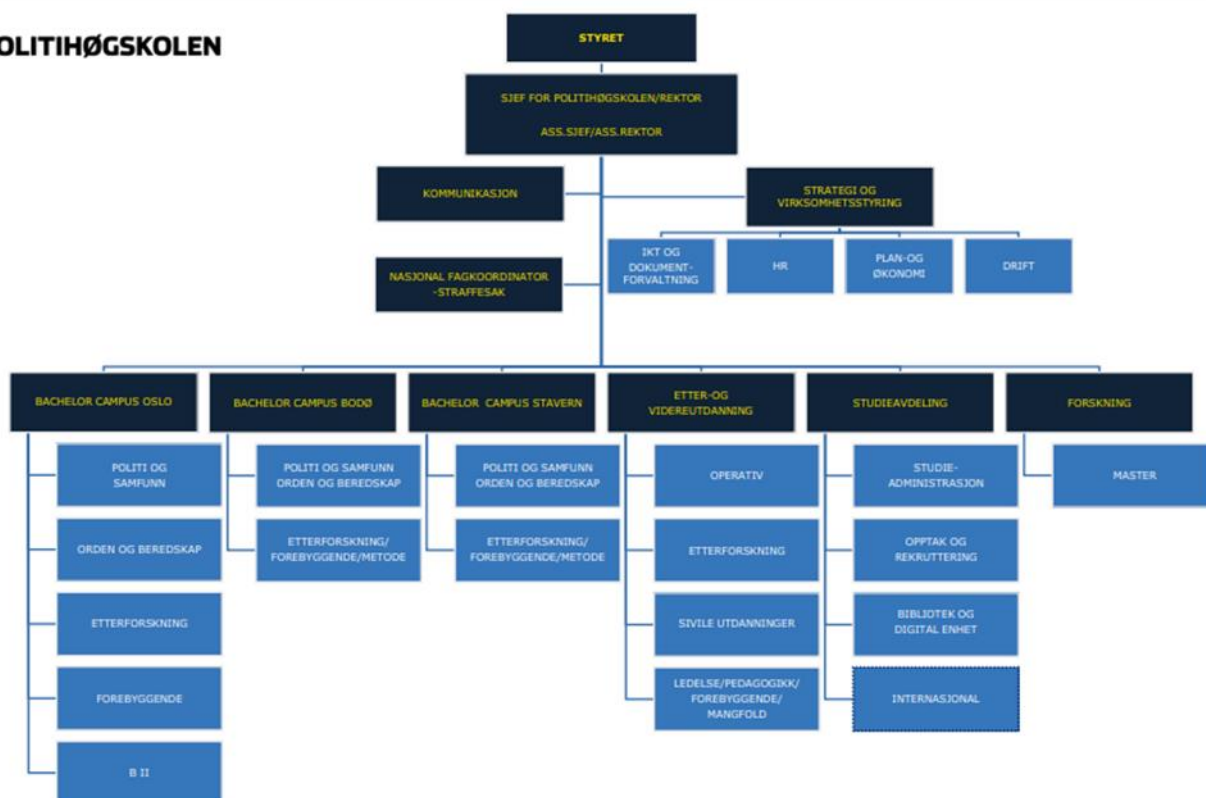 OLITIHØGSKOLEN
STYRET
SJEF FOR POLITIHØGSKOLEN/REKTOR
ASS.SJEF/ASS.REKTOR
KOMMUNIKASJON
STRATEGI OG
VIRKSOMHETSSTYRING
IKT OG
DOKUMENT-
FORVALTNING
HR
PLAN-OG
ØKONOMI
DRIFT
NASJONAL FAGKOORDINATOR
-STRAFFESAK
BACHELOR CAMPUS OSLO
POLITI OG
SAMFUNN
ORDEN OG BEREDSKAP
ETTERFORSKNING
FOREBYGGENDE
B II
BACHELOR CAMPUS BODØ
POLITI OG SAMFUNN
ORDEN OG BEREDSKAP
ETTERFORSKNING/
FOREBYGGENDE/METODE
BACHELOR CAMPUS STAVERN
POLITI OG SAMFUNN
ORDEN OG BEREDSKAP
ETTERFORSKNING/
FOREBYGGENDE/METODE
ETTER-OG
VIDEREUTDANNING
OPERATIV
ETTERFORSKNING
SIVILE UTDANNINGER
LEDELSE/PEDAGOGIKK/
FOREBYGGENDE/
MANGFOLD
STUDIEAVDELING
STUDIE-
ADMINISTRASJON
OPPTAK OG
REKRUTTERING
BIBLIOTEK OG
DIGITAL ENHET
INTERNASJONAL
FORSKNING
MASTER